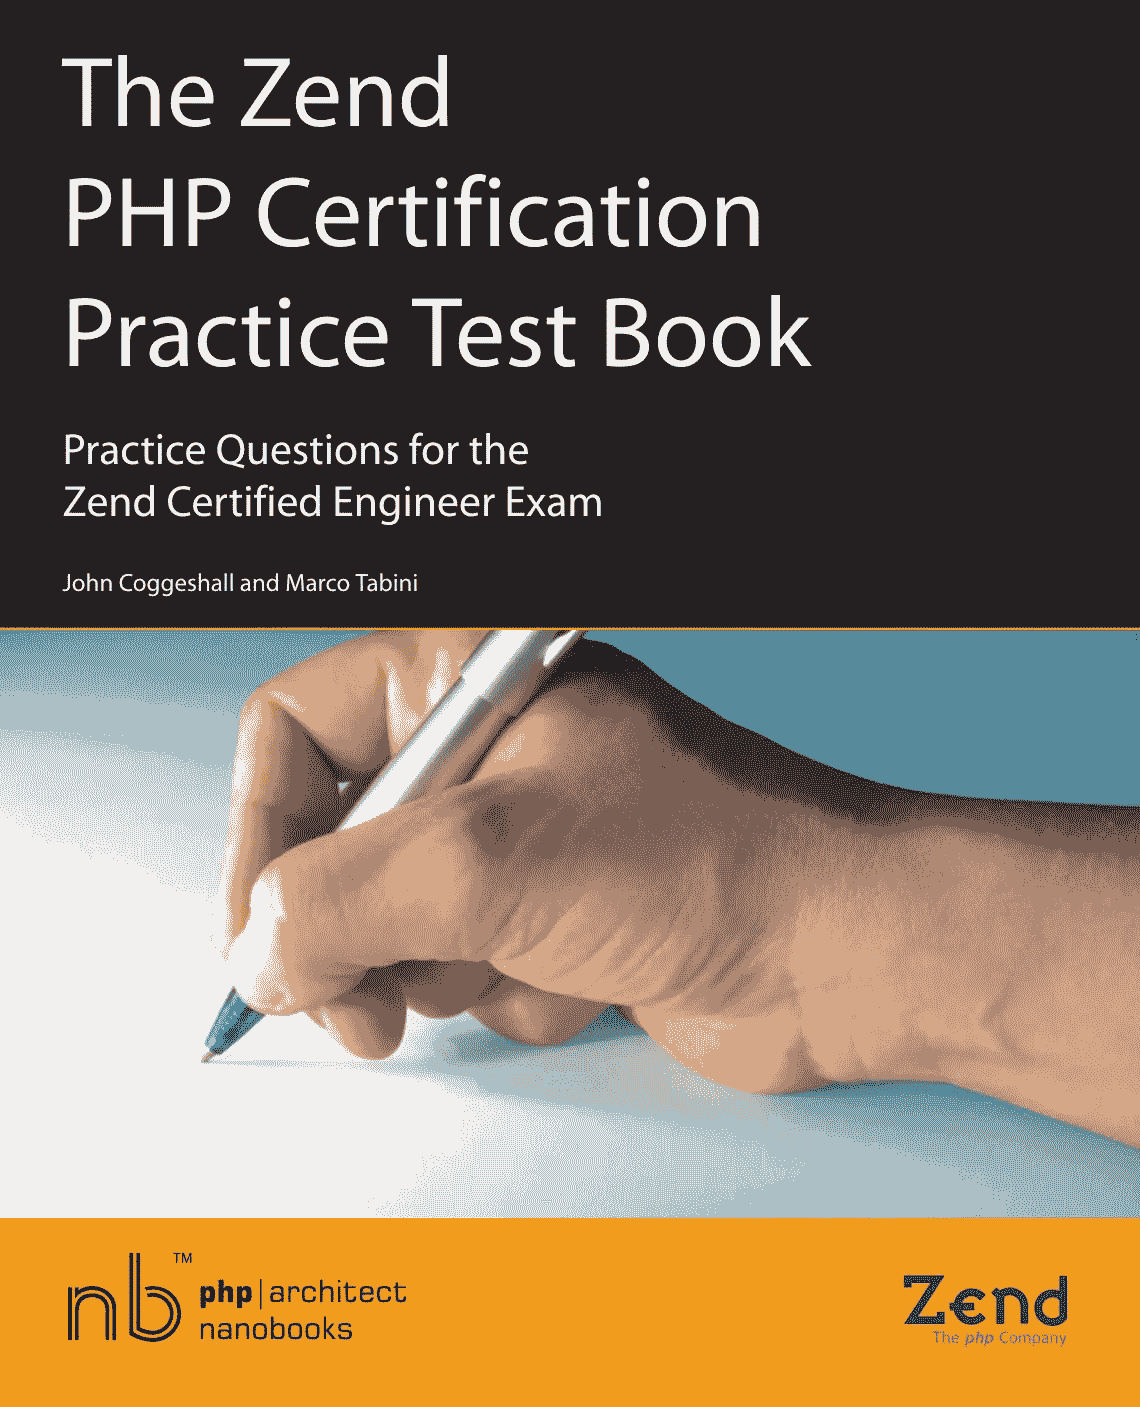 The Zend
PHP Certification
Practice Test Book
Practice Questions for the
Zend Certified Engineer Exam
John Coggeshall and Marco Tabini
nb™
php|architect
nanobooks
Zend
The php Company